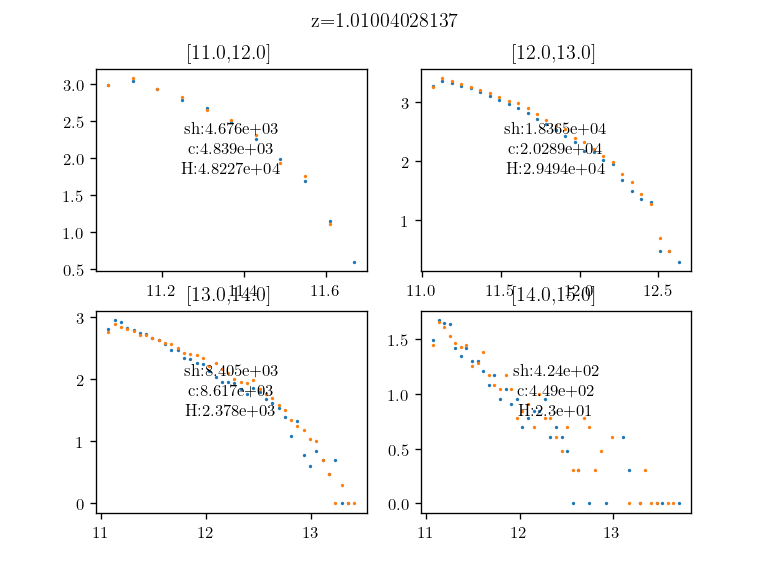 z=1.01004028137
[11.0,12.0]
[12.0,13.0]
3.0
2.5
2.0
1.5
1.0
0.5
sh:4.676e+03
c:4.839e+03
H:4.8227e+04
11.2 11.4 11.6
3
2
1
sh:1.8365e+04
c:2.0289e+04
H:2.9494e+04
11.0 11.5 12.0 12.5
[13.0,14.0]
[14.0,15.0]
3
2
1
0
sh:8.405e+03
c:8.617e+03
H:2.378e+03
11 12 13
1.5
1.0
0.5
0.0
sh:4.24e+02
c:4.49e+02
H:2.3e+01
11 12 13